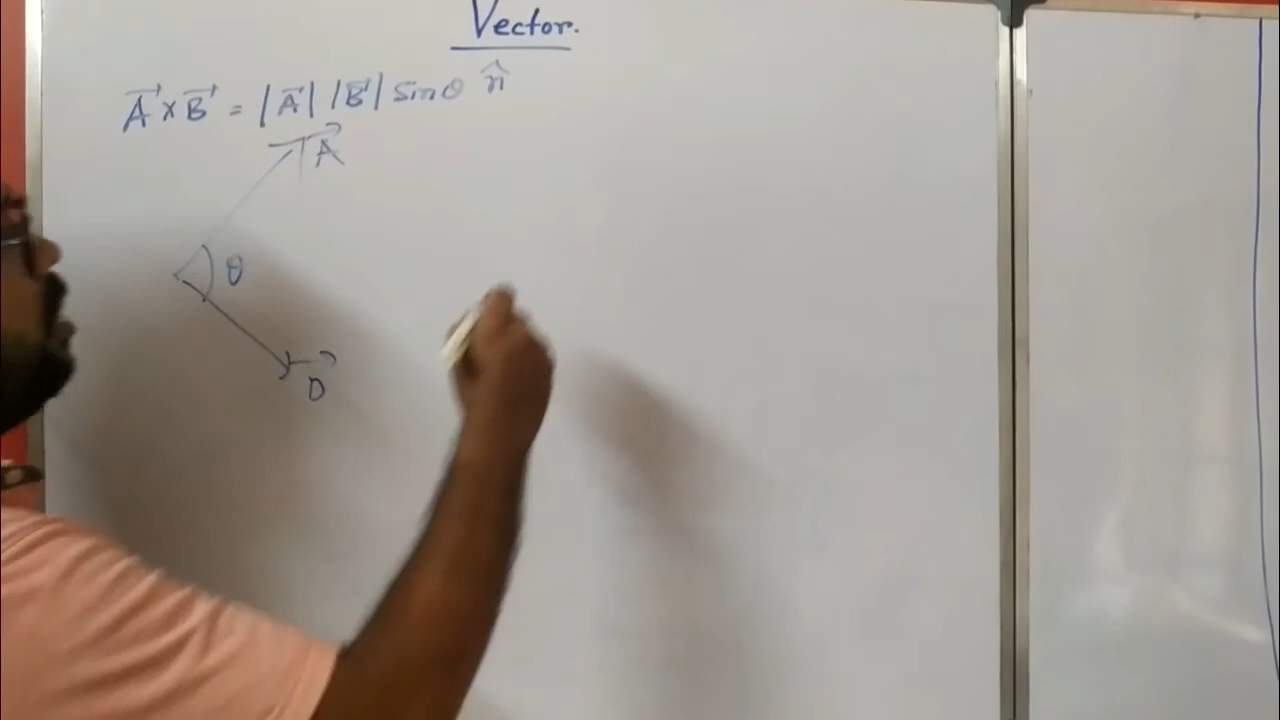 Vector.
A⃗ × B⃗ = |A⃗| |B⃗| sinθ n̂
A⃗
θ
B⃗